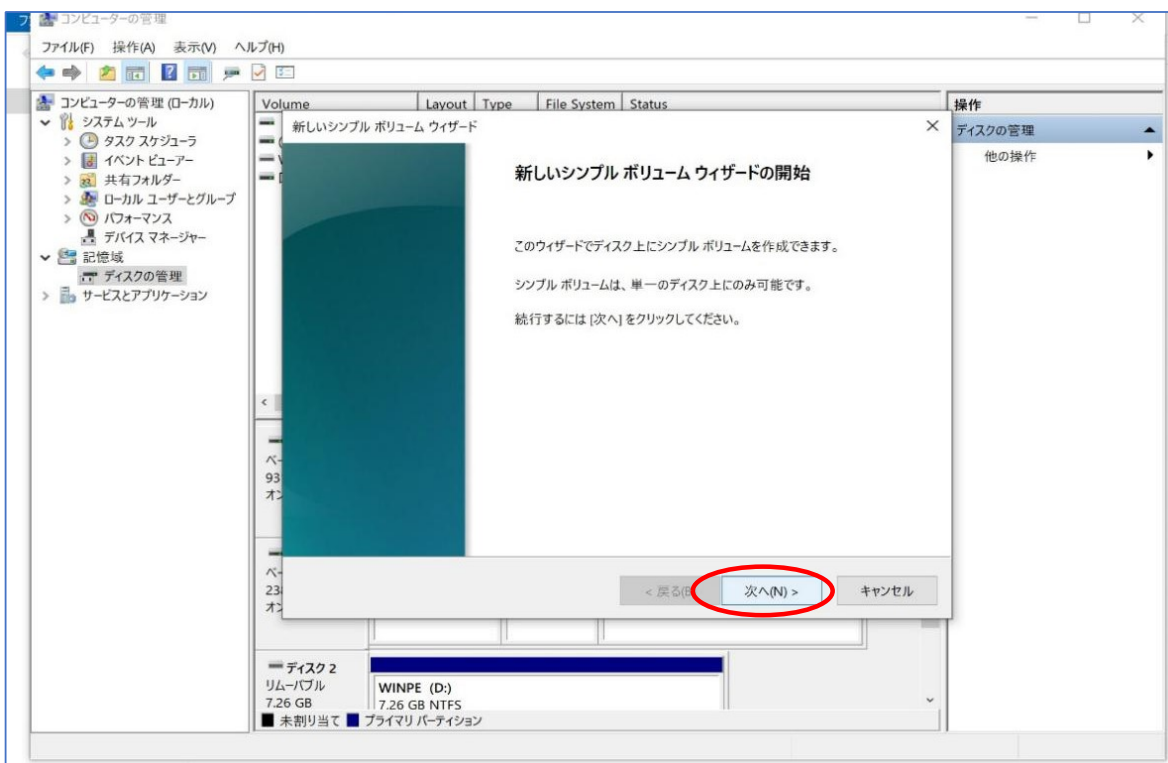 コンピューターの管理
ファイル(F) 操作(A) 表示(V) ヘルプ(H)
コンピューターの管理 (ローカル)
システム ツール
タスク スケジューラ
イベント ビューアー
共有フォルダー
ローカル ユーザーとグループ
パフォーマンス
デバイス マネージャー
記憶域
ディスクの管理
サービスとアプリケーション
Volume Layout Type File System Status
新しいシンプル ボリューム ウィザード
新しいシンプル ボリューム ウィザードの開始
このウィザードでディスク上にシンプル ボリュームを作成できます。
シンプル ボリュームは、単一のディスク上にのみ可能です。
続行するには [次へ] をクリックしてください。
< 戻る 次へ(N) > キャンセル
93
23
ディスク 2
リムーバブル
7.26 GB
WINPE (D:)
7.26 GB NTFS
未割り当て プライマリ パーティション
操作
ディスクの管理
他の操作